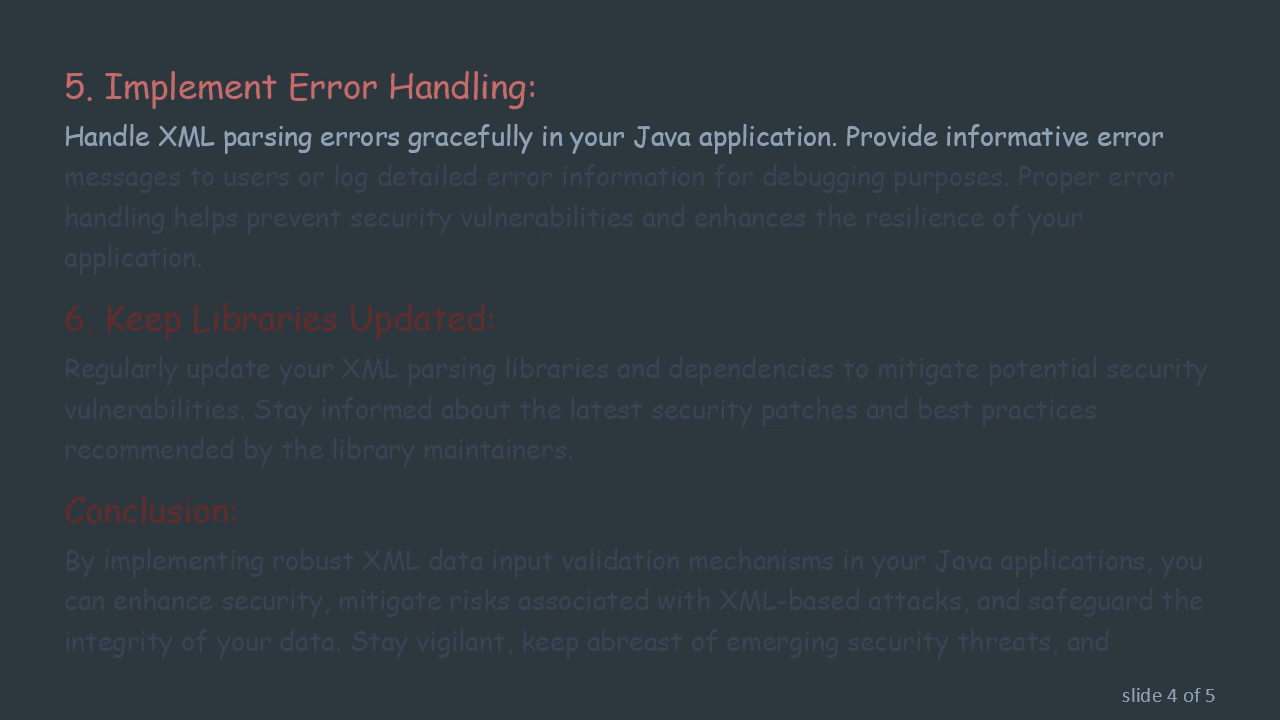 5. Implement Error Handling:
Handle XML parsing errors gracefully in your Java application. Provide informative error
messages to users or log detailed error information for debugging purposes. Proper error
handling helps prevent security vulnerabilities and enhances the resilience of your
application.
6. Keep Libraries Updated:
Regularly update your XML parsing libraries and dependencies to mitigate potential security
vulnerabilities. Stay informed about the latest security patches and best practices
recommended by the library maintainers.
Conclusion:
By implementing robust XML data input validation mechanisms in your Java applications, you
can enhance security, mitigate risks associated with XML-based attacks, and safeguard the
integrity of your data. Stay vigilant, keep abreast of emerging security threats, and
slide 4 of 5